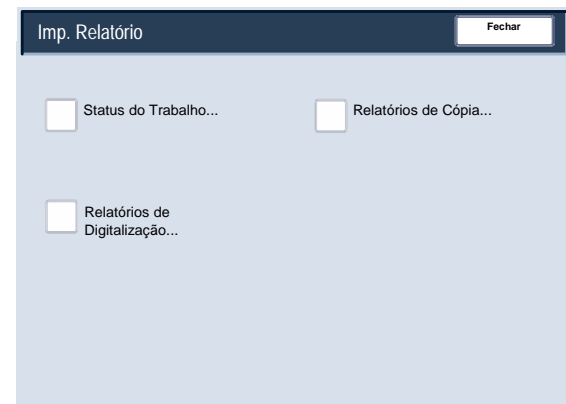 Imp. Relatório
Fechar
Status do Trabalho...
Relatórios de Cópia...
Relatórios de
Digitalização...